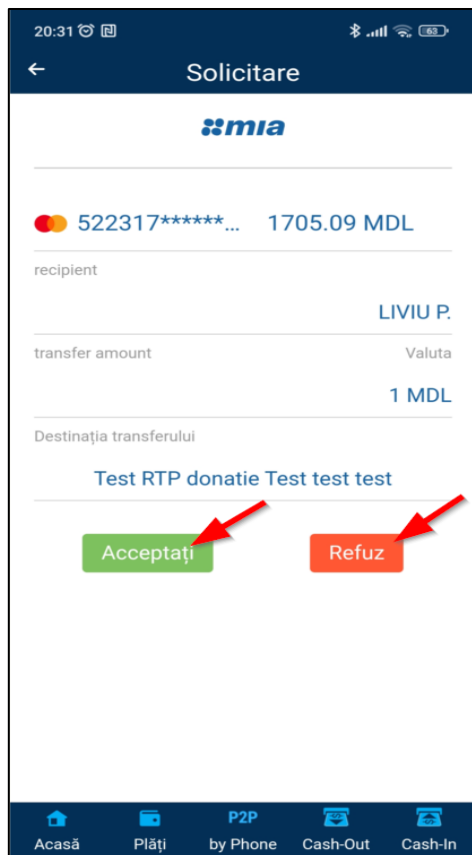 20:31 63
Solicitare
mıa
522317******... 1705.09 MDL
recipient
LIVIU P.
transfer amount Valuta
1 MDL
Destinația transferului
Test RTP donatie Test test test
Acceptați Refuz
P2P
Acasă Plăți by Phone Cash-Out Cash-In